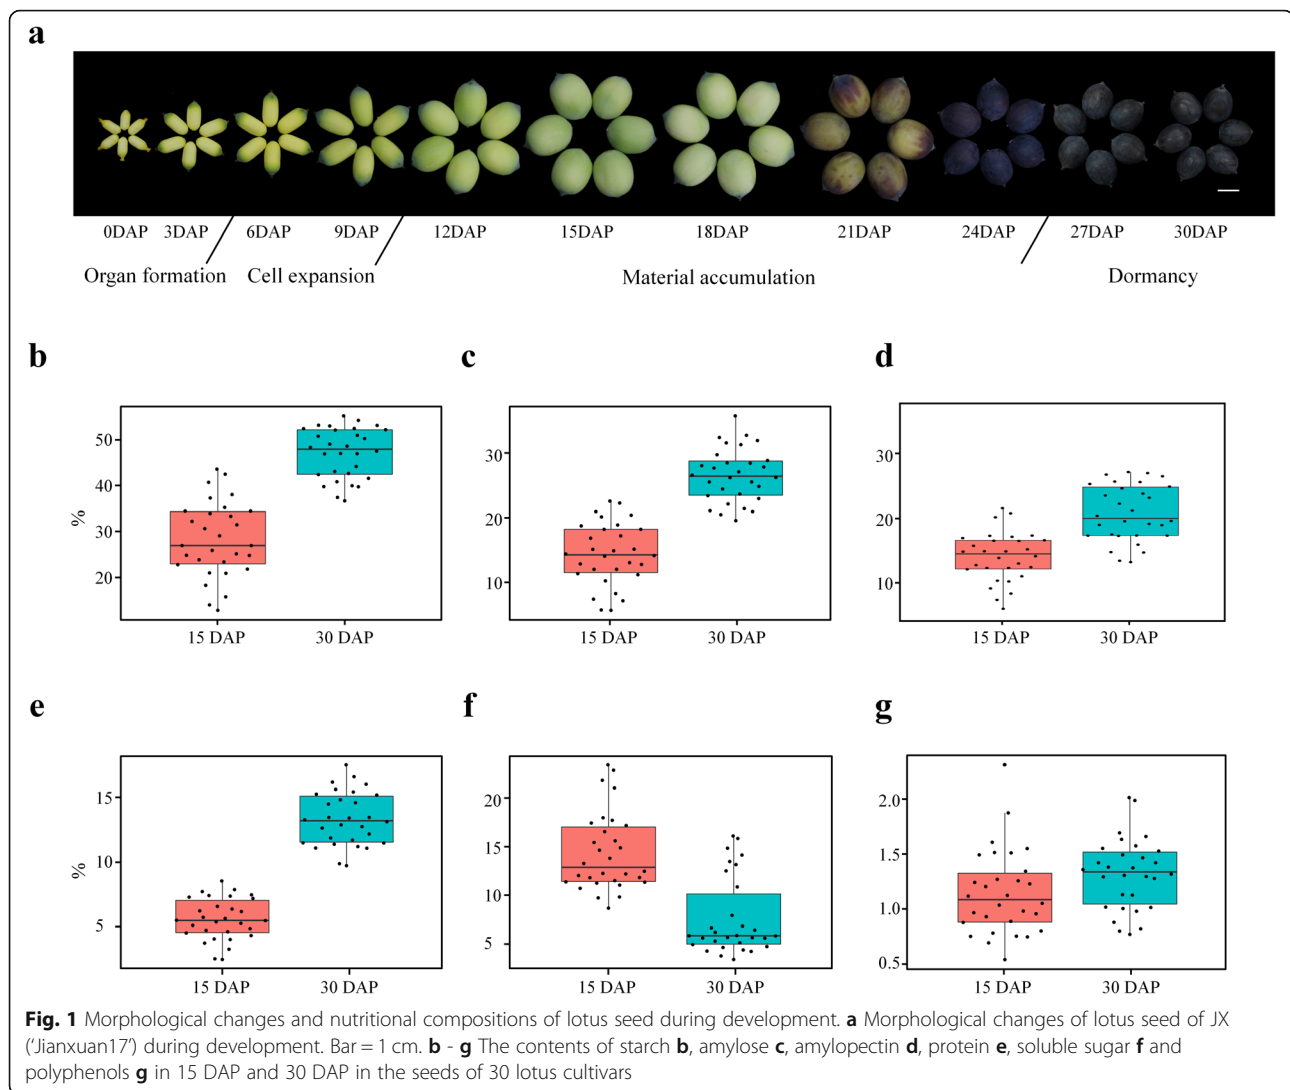 a
0DAP 3DAP 6DAP 9DAP 12DAP 15DAP 18DAP 21DAP 24DAP 27DAP 30DAP
Organ formation Cell expansion Material accumulation Dormancy
b c d
%
50
40
30
20
15 DAP 30 DAP
30
20
10
15 DAP 30 DAP
30
20
10
15 DAP 30 DAP
e f g
%
15
10
5
15 DAP 30 DAP
20
15
10
5
15 DAP 30 DAP
2.0
1.5
1.0
0.5
15 DAP 30 DAP
Fig. 1 Morphological changes and nutritional compositions of lotus seed during development. a Morphological changes of lotus seed of JX
('Jianxuan17') during development. Bar = 1 cm. b - g The contents of starch b, amylose c, amylopectin d, protein e, soluble sugar f and
polyphenols g in 15 DAP and 30 DAP in the seeds of 30 lotus cultivars